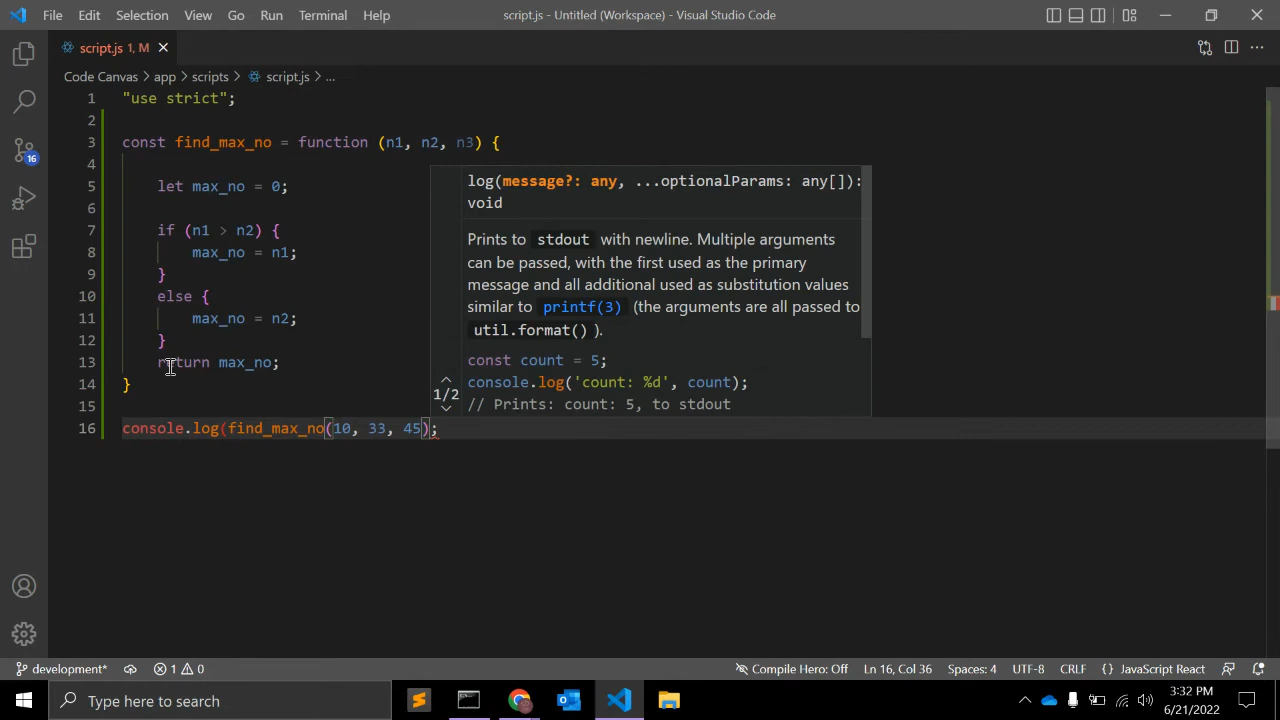 File Edit Selection View Go Run Terminal Help script.js - Untitled (Workspace) - Visual Studio Code
script.js 1, M
Code Canvas > app > scripts > script.js > ...
1 "use strict";
2
3 const find_max_no = function (n1, n2, n3) {
4
5 let max_no = 0;
6
7 if (n1 > n2) {
8 max_no = n1;
9 }
10 else {
11 max_no = n2;
12 }
13 return max_no;
14 }
15
16 console.log(find_max_no(10, 33, 45);
log(message?: any, ...optionalParams: any[]):
void
Prints to stdout with newline. Multiple arguments
can be passed, with the first used as the primary
message and all additional used as substitution values
similar to printf(3) (the arguments are all passed to
util.format() ).
const count = 5;
console.log('count: %d', count);
// Prints: count: 5, to stdout
1/2
16
development* 1 0 Compile Hero: Off Ln 16, Col 36 Spaces: 4 UTF-8 CRLF {} JavaScript React
Type here to search
3:32 PM
6/21/2022